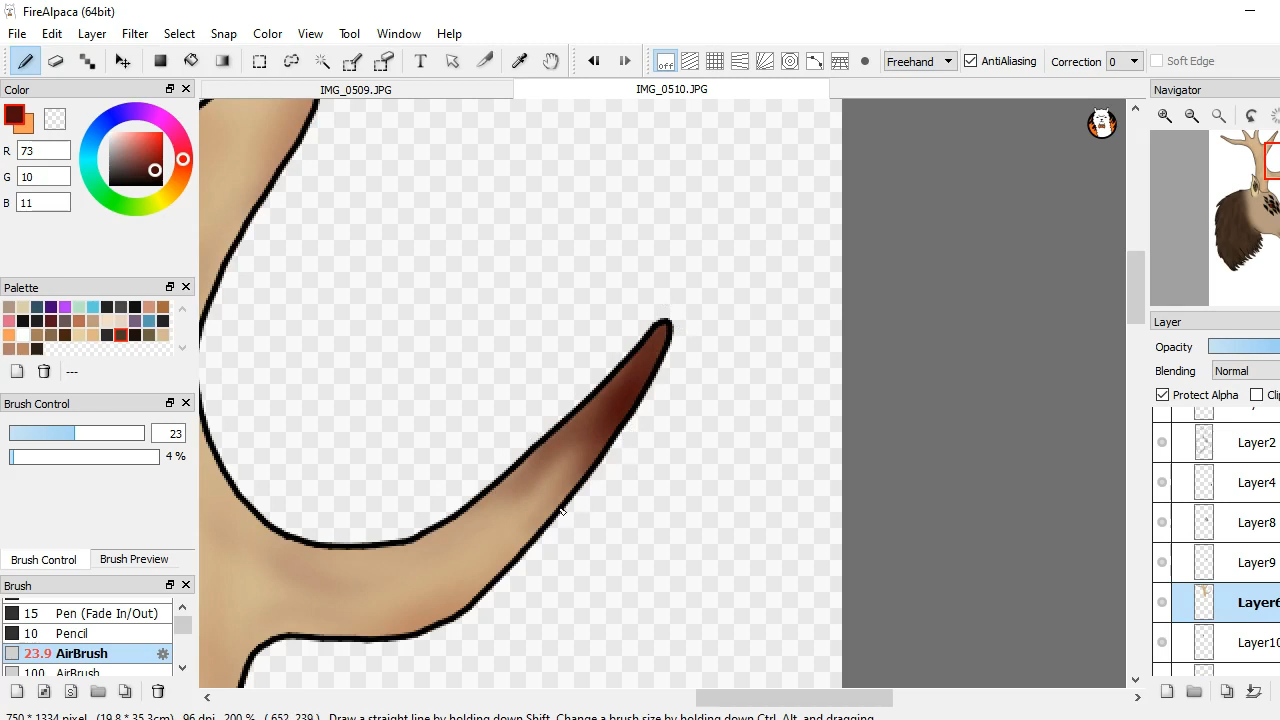 FireAlpaca (64bit)
File Edit Layer Filter Select Snap Color View Tool Window Help
off Freehand AntiAliasing Correction 0 Soft Edge
Color IMG_0509.JPG IMG_0510.JPG Navigator
R 73
G 10
B 11
Palette
---
Layer
Opacity
Blending Normal
Protect Alpha
Brush Control
23
4 %
Layer2
Layer4
Layer8
Layer9
Layer6
Layer10
Brush Control Brush Preview
Brush
15 Pen (Fade In/Out)
10 Pencil
23.9 AirBrush
100 AirBrush
750 * 1334 pixel (19.8 * 35.3cm) 96 dpi 200 % ( 652, 239 ) Draw a straight line by holding down Shift, Change a brush size by holding down Ctrl, Alt, and dragging